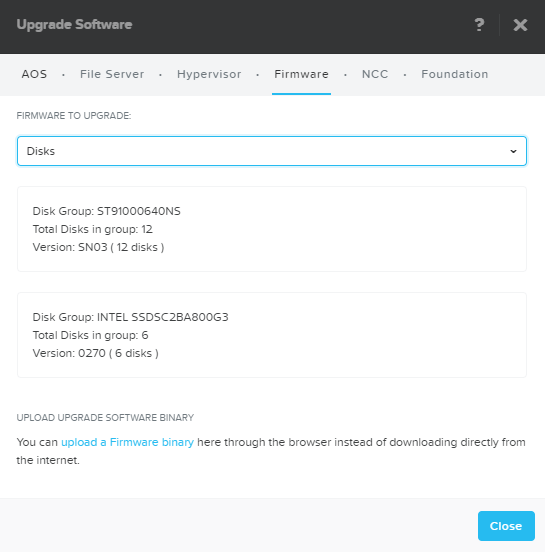 Upgrade Software
?
AOS · File Server · Hypervisor · Firmware · NCC · Foundation
FIRMWARE TO UPGRADE:
Disks
Disk Group: ST91000640NS
Total Disks in group: 12
Version: SN03 ( 12 disks )
Disk Group: INTEL SSDSC2BA800G3
Total Disks in group: 6
Version: 0270 ( 6 disks )
UPLOAD UPGRADE SOFTWARE BINARY
You can upload a Firmware binary here through the browser instead of downloading directly from
the internet.
Close